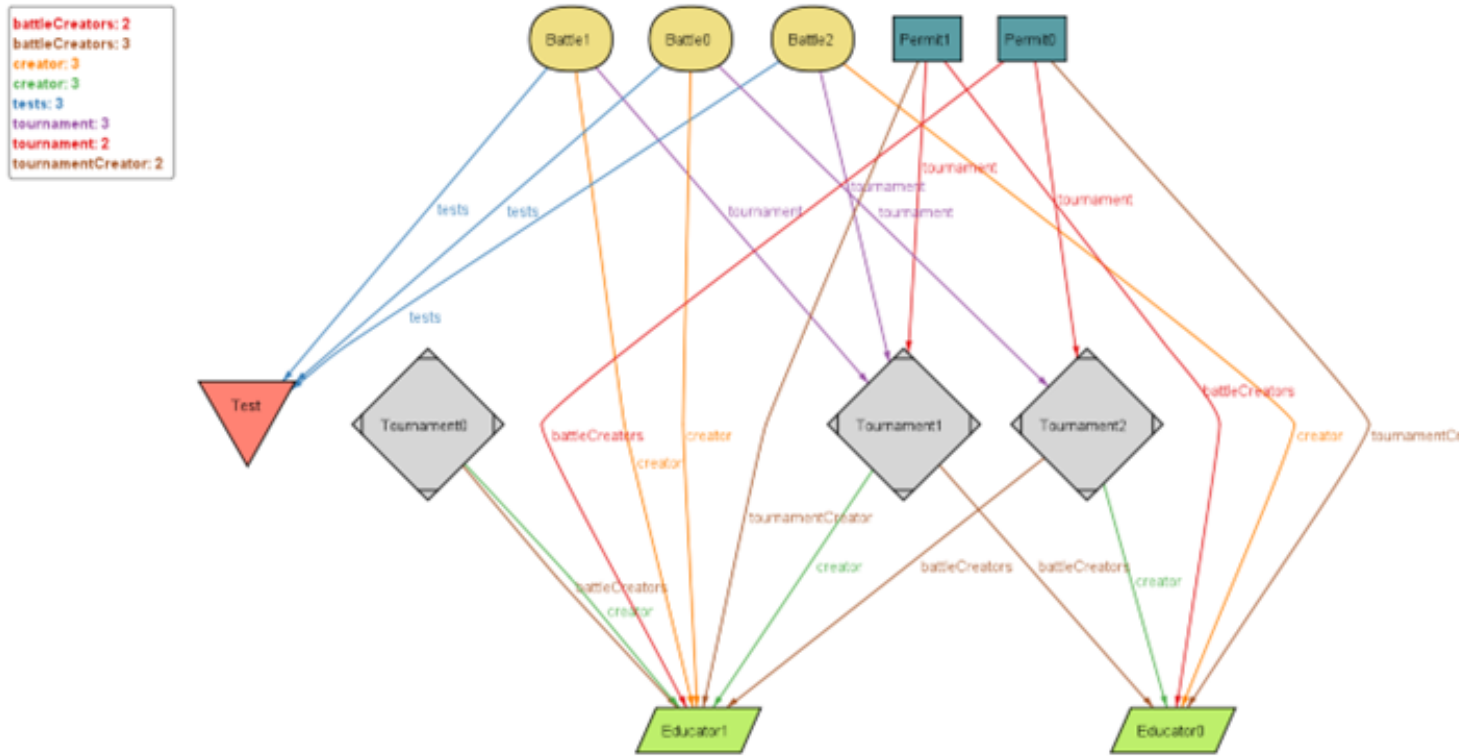 battleCreators: 2
battleCreators: 3
creator: 3
creator: 3
tests: 3
tournament: 3
tournament: 2
tournamentCreator: 2
Battle1
Battle0
Battle2
Permit1
Permit0
tournament
tournament
tournament
tests
tests
tournament
tournament
tests
Test
Tournament0
Tournament1
Tournament2
battleCreators
battleCreators
creator
tournamentCr
creator
creator
tournamentCreator
creator
battleCreators
battleCreators
creator
battleCreators
creator
Educator1
Educator0